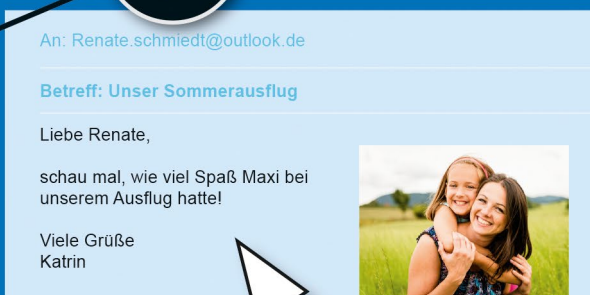 An: Renate.schmiedt@outlook.de
Betreff: Unser Sommerausflug
Liebe Renate,
schau mal, wie viel Spaß Maxi bei
unserem Ausflug hatte!
Viele Grüße
Katrin